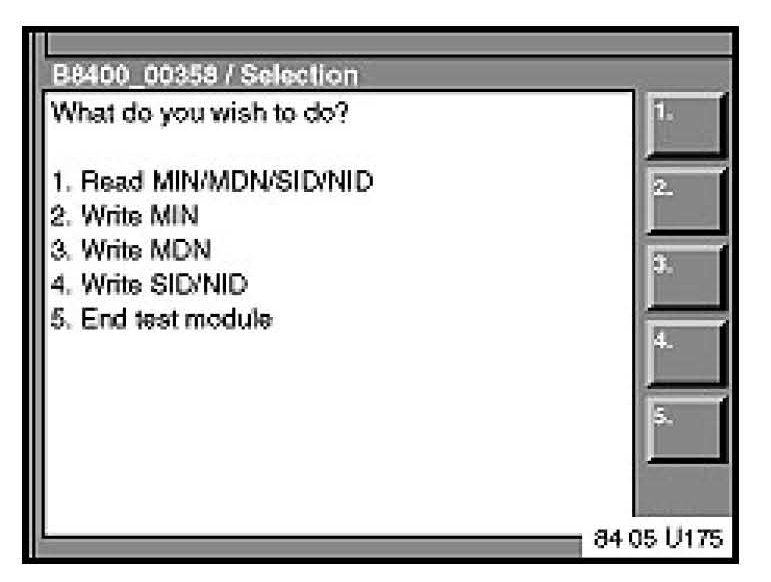 B8400_00358 / Selection
What do you wish to do?
1. Read MIN/MDN/SID/NID
2. Write MIN
3. Write MDN
4. Write SID/NID
5. End test module
1.
2.
3.
4.
5.
84 05 U175